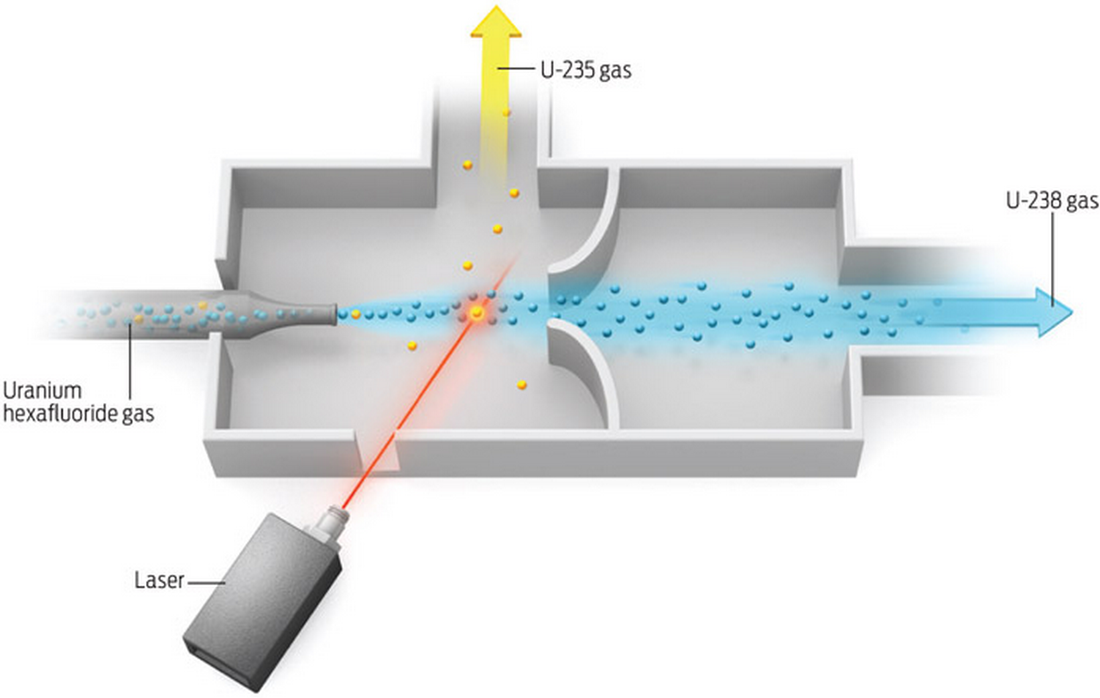 U-235 gas
U-238 gas
Uranium
hexafluoride gas
Laser